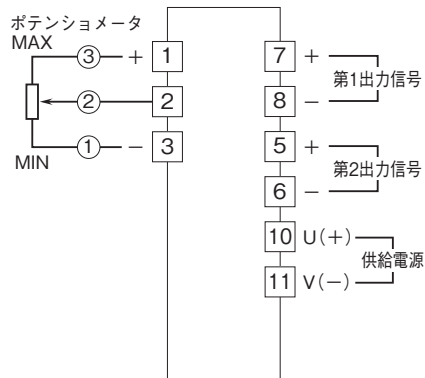 ポテンショメータ
MAX
③ + 1
② 2
① − 3
MIN
7 +
第1出力信号
8 −
5 +
第2出力信号
6 −
10 U(+)
供給電源
11 V(−)